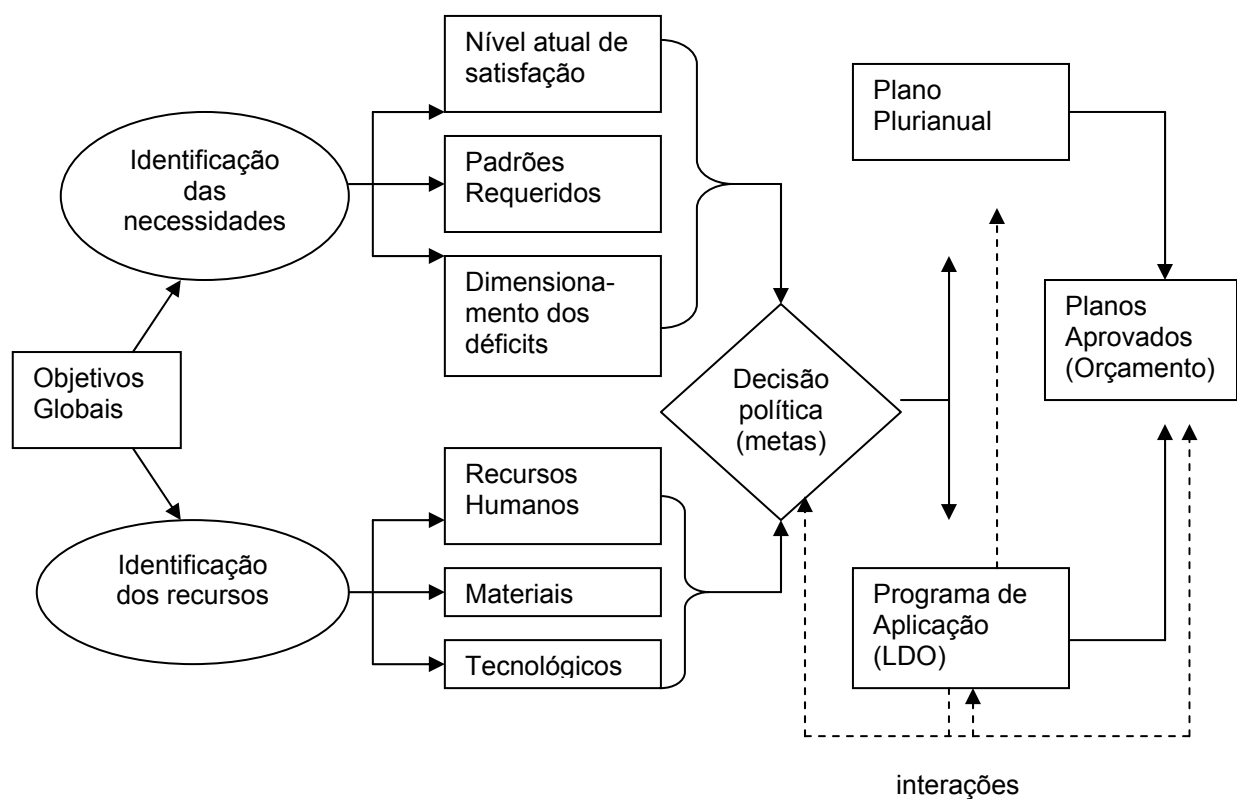 Nível atual de
satisfação
Plano
Plurianual
Identificação
das
necessidades
Padrões
Requeridos
Dimensiona-
mento dos
déficits
Planos
Aprovados
(Orçamento)
Objetivos
Globais
Decisão
política
(metas)
Recursos
Humanos
Identificação
dos recursos
Materiais
Programa de
Aplicação
(LDO)
Tecnológicos
interações